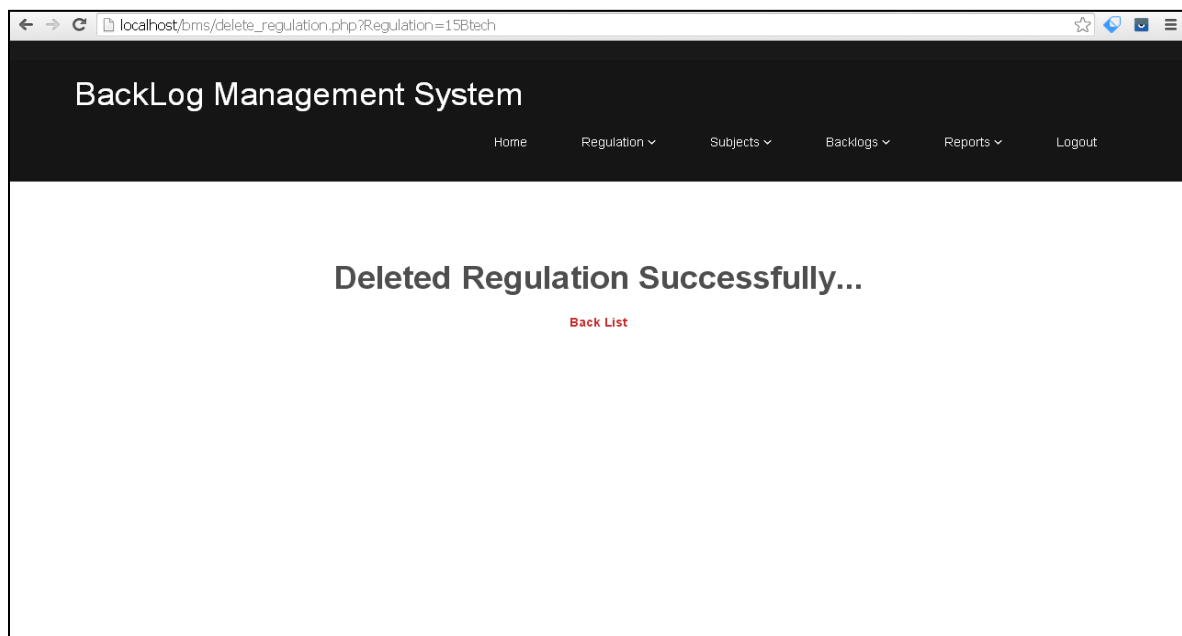 localhost/bms/delete_regulation.php?Regulation=15Btech
BackLog Management System
Home Regulation Subjects Backlogs Reports Logout
Deleted Regulation Successfully...
Back List